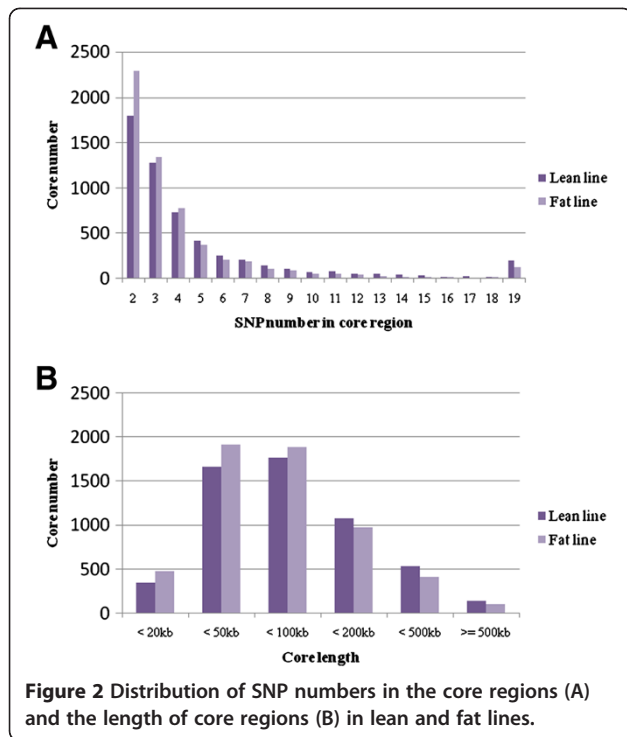 A
2500
2000
1500
1000
500
0
Core number
2 3 4 5 6 7 8 9 10 11 12 13 14 15 16 17 18 19
SNP number in core region
Lean line
Fat line
B
2500
2000
1500
1000
500
0
Core number
< 20kb < 50kb < 100kb < 200kb < 500kb >= 500kb
Core length
Lean line
Fat line
Figure 2 Distribution of SNP numbers in the core regions (A)
and the length of core regions (B) in lean and fat lines.